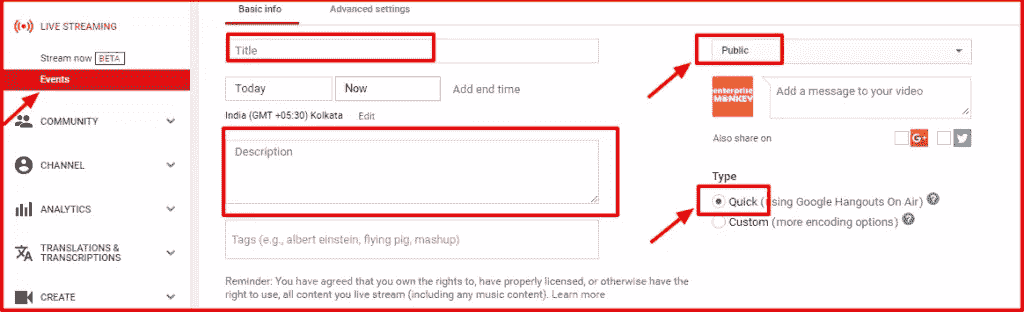 LIVE STREAMING
Stream now BETA
Events
COMMUNITY
CHANNEL
ANALYTICS
TRANSLATIONS &
TRANSCRIPTIONS
CREATE
Basic info
Advanced settings
Title
Today
Now
Add end time
India (GMT +05:30) Kolkata
Edit
Description
Tags (e.g., albert einstein, flying pig, mashup)
Reminder: You have agreed that you own the rights to, have properly licensed, or otherwise have the
right to use, all content you live stream (including any music content). Learn more
Public
enterprise
MONKEY
Add a message to your video
Also share on
G+
Type
Quick (using Google Hangouts On Air) ?
Custom (more encoding options) ?